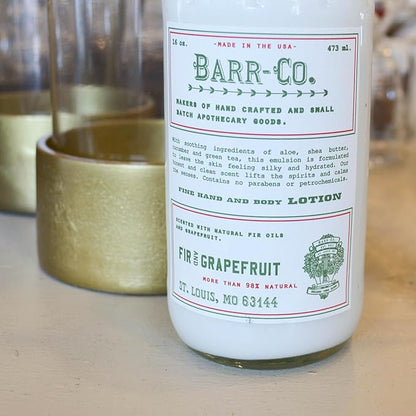 -MADE IN THE USA-
16 oz. 473 ml.
BARR-CO.
MAKERS OF HAND CRAFTED AND SMALL
BATCH APOTHECARY GOODS.
With soothing ingredients of aloe, shea butter,
cucumber and green tea, this emulsion is formulated
to leave the skin feeling silky and hydrated. Our
honest and clean scent lifts the spirits and calms
the senses. Contains no parabens or petrochemicals.
FINE HAND AND BODY LOTION
SCENTED WITH NATURAL FIR OILS
AND GRAPEFRUIT.
FIR AND GRAPEFRUIT
MORE THAN 98% NATURAL
ST. LOUIS, MO 63144
BARR-CO.